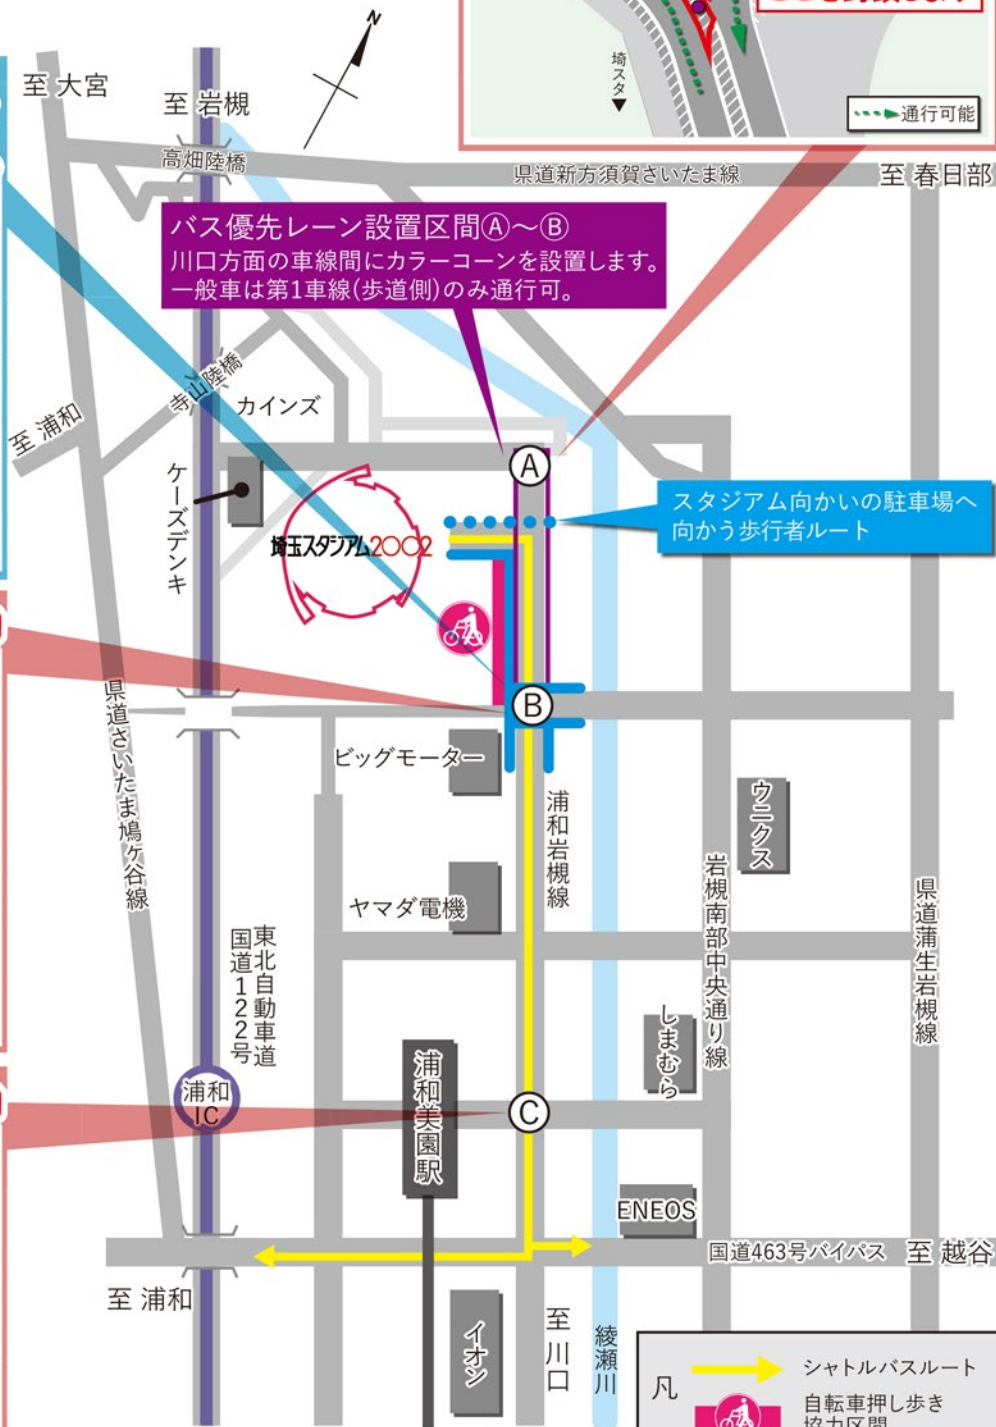 N
埼スタ▼
通行可能
至 大宮
至 岩槻
高畑陸橋
県道新方須賀さいたま線
至 春日部
バス優先レーン設置区間Ⓐ～Ⓑ
川口方面の車線間にカラーコーンを設置します。
一般車は第1車線(歩道側)のみ通行可。
寺山陸橋
カインズ
至 浦和
A
ケーズデンキ
スタジアム向かいの駐車場へ
向かう歩行者ルート
埼玉スタジアム2002
県道さいたま鳩ヶ谷線
B
ビッグモーター
浦和岩槻線
ウニクス
ヤマダ電機
岩槻南部中央通り線
県道蒲生岩槻線
東北自動車道
国道122号
しまむら
浦和
IC
浦和美園駅
C
ENEOS
国道463号バイパス
至 越谷
至 浦和
イオン
至 川口
綾瀬川
凡
シャトルバスルート
自転車押し歩き
協力区間